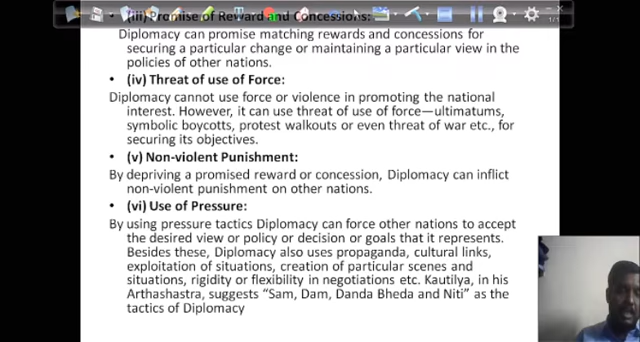 • (iii) Promise of Reward and Concessions:
Diplomacy can promise matching rewards and concessions for
securing a particular change or maintaining a particular view in the
policies of other nations.
• (iv) Threat of use of Force:
Diplomacy cannot use force or violence in promoting the national
interest. However, it can use threat of use of force—ultimatums,
symbolic boycotts, protest walkouts or even threat of war etc., for
securing its objectives.
• (v) Non-violent Punishment:
By depriving a promised reward or concession, Diplomacy can inflict
non-violent punishment on other nations.
• (vi) Use of Pressure:
By using pressure tactics Diplomacy can force other nations to accept
the desired view or policy or decision or goals that it represents.
Besides these, Diplomacy also uses propaganda, cultural links,
exploitation of situations, creation of particular scenes and
situations, rigidity or flexibility in negotiations etc. Kautilya, in his
Arthashastra, suggests “Sam, Dam, Danda Bheda and Niti” as the
tactics of Diplomacy